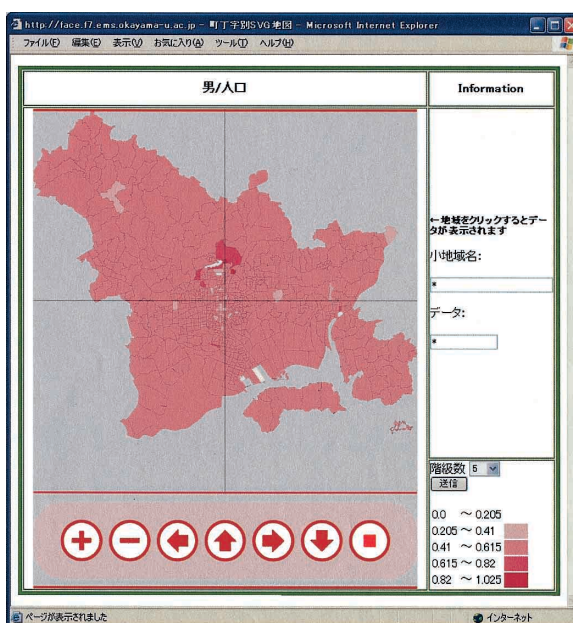 http://face.f7.ems.okayama-u.ac.jp - 町丁字別SVG地図 - Microsoft Internet Explorer
ファイル(F) 編集(E) 表示(V) お気に入り(A) ツール(T) ヘルプ(H)
男/人口
Information
←地域をクリックするとデー
タが表示されます
小地域名:
*
データ:
*
階級数 5
送信
0.0 ～ 0.205
0.205 ～ 0.41
0.41 ～ 0.615
0.615 ～ 0.82
0.82 ～ 1.025
ページが表示されました
インターネット